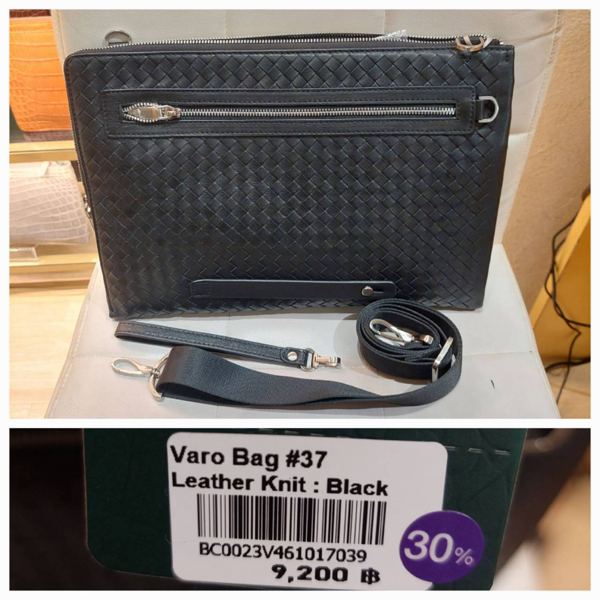 Varo Bag #37
Leather Knit : Black
BC0023V461017039
30%
9,200 ฿